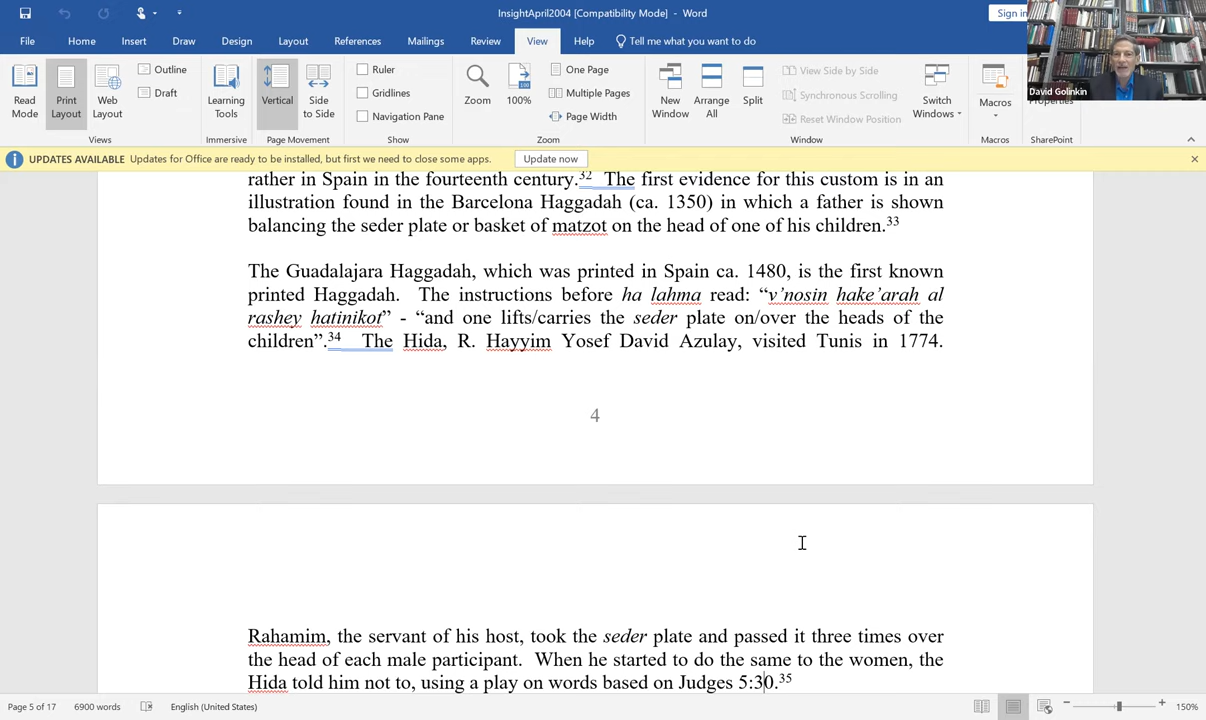 InsightApril2004 [Compatibility Mode] - Word
Sign in
File Home Insert Draw Design Layout References Mailings Review View Help Tell me what you want to do
David Golinkin
Read Mode
Print Layout
Web Layout
Outline
Draft
Views
Learning Tools
Immersive
Vertical
Side to Side
Page Movement
Ruler
Gridlines
Navigation Pane
Show
Zoom
100%
One Page
Multiple Pages
Page Width
Zoom
New Window
Arrange All
Split
View Side by Side
Synchronous Scrolling
Reset Window Position
Switch Windows
Window
Macros
Macros
Properties
SharePoint
UPDATES AVAILABLE Updates for Office are ready to be installed, but first we need to close some apps. Update now
rather in Spain in the fourteenth century.32 The first evidence for this custom is in an
illustration found in the Barcelona Haggadah (ca. 1350) in which a father is shown
balancing the seder plate or basket of matzot on the head of one of his children.33
The Guadalajara Haggadah, which was printed in Spain ca. 1480, is the first known
printed Haggadah. The instructions before ha lahma read: “v’nosin hake’arah al
rashey hatinikot” - “and one lifts/carries the seder plate on/over the heads of the
children”.34 The Hida, R. Hayyim Yosef David Azulay, visited Tunis in 1774.
4
Rahamim, the servant of his host, took the seder plate and passed it three times over
the head of each male participant. When he started to do the same to the women, the
Hida told him not to, using a play on words based on Judges 5:30.35
Page 5 of 17 6900 words English (United States) 150%